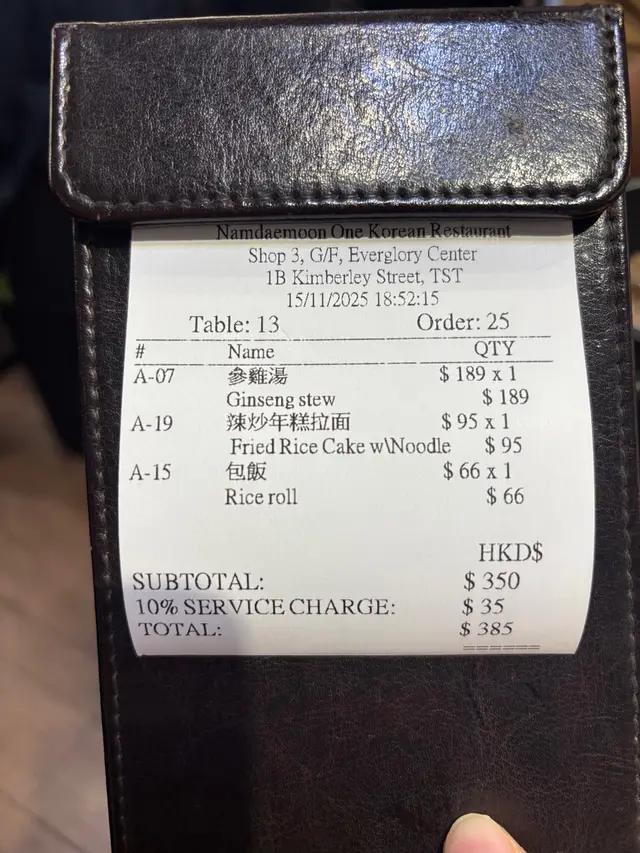 Namdaemoon One Korean Restaurant
Shop 3, G/F, Everglory Center
1B Kimberley Street, TST
15/11/2025 18:52:15
Table: 13 Order: 25
# Name QTY
A-07 參雞湯 $ 189 x 1
Ginseng stew $ 189
A-19 辣炒年糕拉面 $ 95 x 1
Fried Rice Cake w\Noodle $ 95
A-15 包飯 $ 66 x 1
Rice roll $ 66
HKD$
SUBTOTAL: $ 350
10% SERVICE CHARGE: $ 35
TOTAL: $ 385
======